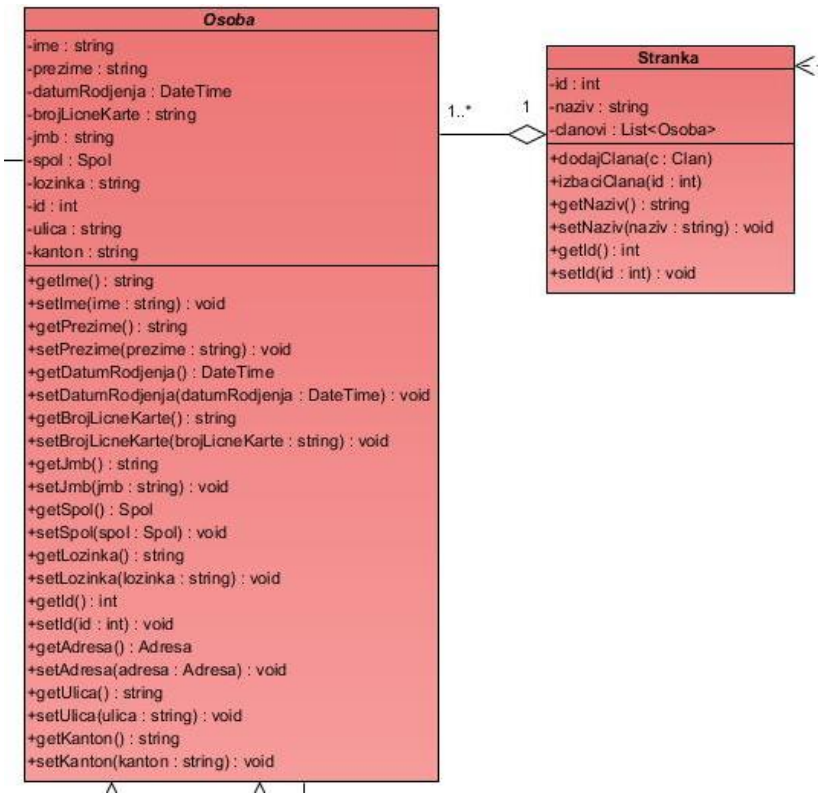 Osoba
-ime : string
-prezime : string
-datumRodjenja : DateTime
-brojLicneKarte : string
-jmb : string
-spol : Spol
-lozinka : string
-id : int
-ulica : string
-kanton : string
+getIme() : string
+setIme(ime : string) : void
+getPrezime() : string
+setPrezime(prezime : string) : void
+getDatumRodjenja() : DateTime
+setDatumRodjenja(datumRodjenja : DateTime) : void
+getBrojLicneKarte() : string
+setBrojLicneKarte(brojLicneKarte : string) : void
+getJmb() : string
+setJmb(jmb : string) : void
+getSpol() : Spol
+setSpol(spol : Spol) : void
+getLozinka() : string
+setLozinka(lozinka : string) : void
+getId() : int
+setId(id : int) : void
+getAdresa() : Adresa
+setAdresa(adresa : Adresa) : void
+getUlica() : string
+setUlica(ulica : string) : void
+getKanton() : string
+setKanton(kanton : string) : void
1..*
1
Stranka
-id : int
-naziv : string
-clanovi : List<Osoba>
+dodajClana(c : Clan)
+izbaciClana(id : int)
+getNaziv() : string
+setNaziv(naziv : string) : void
+getId() : int
+setId(id : int) : void